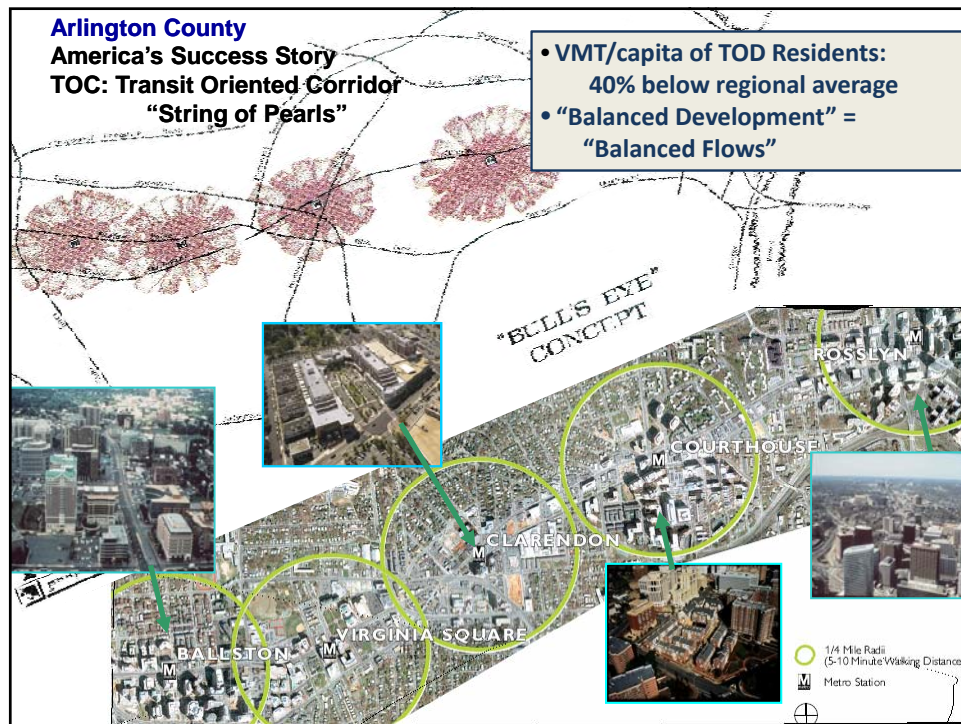 Arlington County
America's Success Story
TOC: Transit Oriented Corridor
"String of Pearls"
• VMT/capita of TOD Residents:
40% below regional average
• "Balanced Development" =
"Balanced Flows"
"BULL'S EYE"
CONCEPT
ROSSLYN
M
COURTHOUSE
M
CLARENDON
M
VIRGINIA SQUARE
M
BALLSTON
M
1/4 Mile Radii
(5-10 Minute Walking Distance
M Metro Station